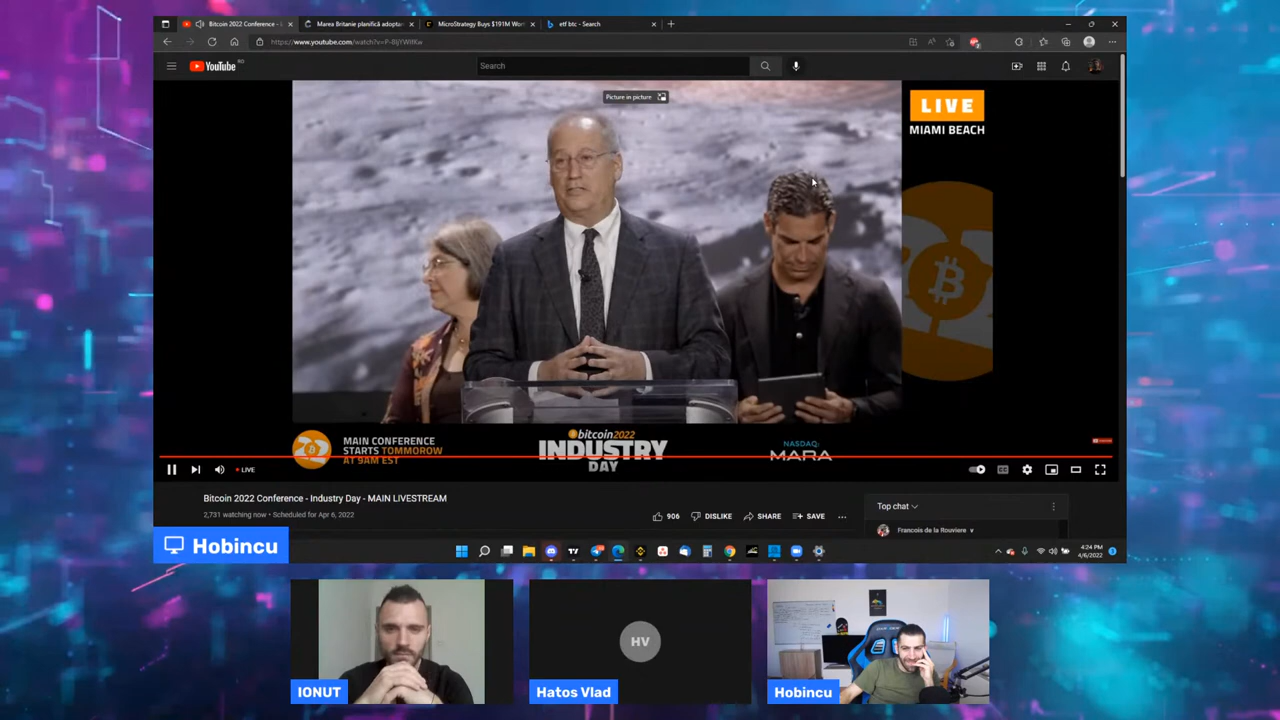 Bitcoin 2022 Conference - I
Marea Britanie planifică adopta
MicroStrategy Buys $191M Wor
etf btc - Search
https://www.youtube.com/watch?v=P-BljYWIfKw
YouTube RO
Search
Picture in picture
LIVE
MIAMI BEACH
MAIN CONFERENCE
STARTS TOMMOROW
AT 9AM EST
bitcoin2022
INDUSTRY
DAY
NASDAQ:
MARA
LIVE
Bitcoin 2022 Conference - Industry Day - MAIN LIVESTREAM
2,731 watching now • Scheduled for Apr 6, 2022
906
DISLIKE
SHARE
SAVE
Top chat
Francois de la Rouviere
Hobincu
4:24 PM
4/6/2022
HV
IONUT
Hatos Vlad
Hobincu